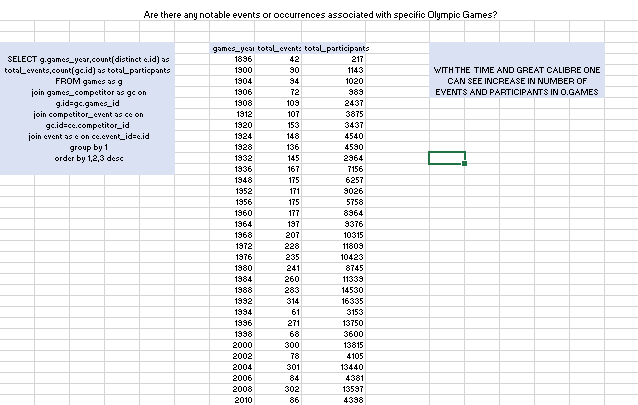 Are there any notable events or occurrences associated with specific Olympic Games?
SELECT g.games_year,count(distinct e.id) as
total_events,count(gc.id) as total_particpants
FROM games as g
join games_competitor as gc on
g.id=gc.games_id
join competitor_event as ce on
gc.id=ce.competitor_id
join event as e on ce.event_id=e.id
group by 1
order by 1,2,3 desc
games_year total_events total_participants
1896 42 217
1900 90 1143
1904 94 1020
1906 72 989
1908 109 2437
1912 107 3875
1920 153 3437
1924 148 4540
1928 136 4590
1932 145 2964
1936 167 7156
1948 175 6257
1952 171 9026
1956 175 5758
1960 177 8964
1964 197 9376
1968 207 10315
1972 228 11809
1976 235 10423
1980 241 8745
1984 260 11339
1988 283 14530
1992 314 16335
1994 61 3153
1996 271 13750
1998 68 3600
2000 300 13815
2002 78 4105
2004 301 13440
2006 84 4381
2008 302 13597
2010 86 4398
WITH THE TIME AND GREAT CALIBRE ONE
CAN SEE INCREASE IN NUMBER OF
EVENTS AND PARTICIPANTS IN O.GAMES